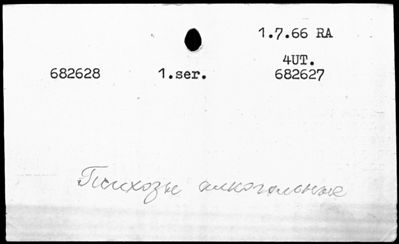 1.7.66 RA
4UT.
682628 1.ser. 682627
Психозы алкогольные